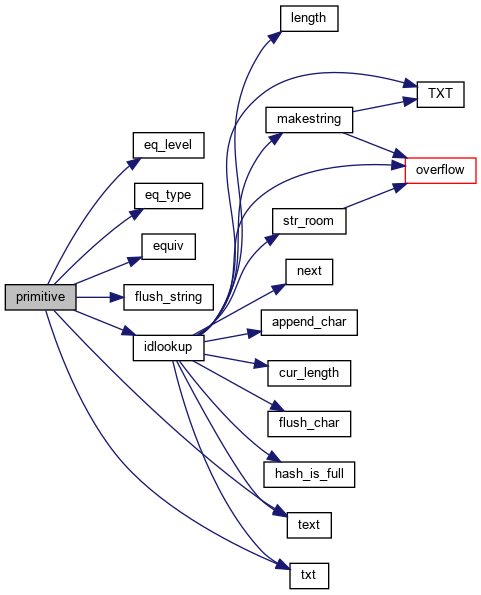 length
TXT
makestring
eq_level
overflow
eq_type
str_room
equiv
next
primitive
flush_string
append_char
idlookup
cur_length
flush_char
hash_is_full
text
txt